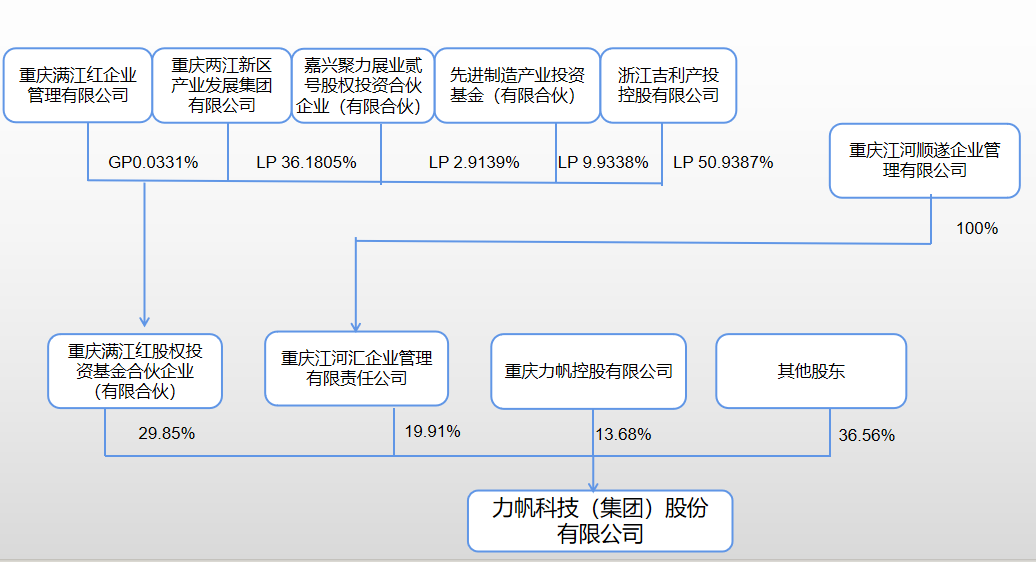 重庆满江红企业
管理有限公司
重庆两江新区
产业发展集团
有限公司
嘉兴聚力展业贰
号股权投资合伙
企业（有限合伙）
先进制造产业投资
基金（有限合伙）
浙江吉利产投
控股有限公司
GP0.0331%
LP 36.1805%
LP 2.9139%
LP 9.9338%
LP 50.9387%
重庆江河顺遂企业管
理有限公司
100%
重庆满江红股权投
资基金合伙企业
（有限合伙）
重庆江河汇企业管理
有限责任公司
重庆力帆控股有限公司
其他股东
29.85%
19.91%
13.68%
36.56%
力帆科技（集团）股份
有限公司